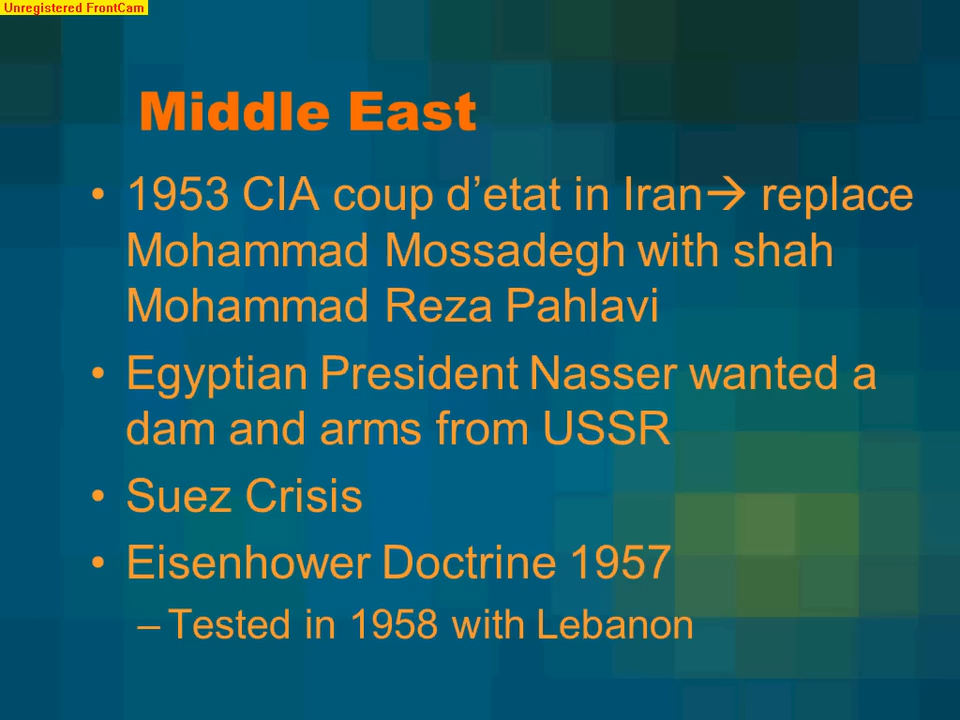 Unregistered FrontCam
Middle East
• 1953 CIA coup d’etat in Iran→ replace
Mohammad Mossadegh with shah
Mohammad Reza Pahlavi
• Egyptian President Nasser wanted a
dam and arms from USSR
• Suez Crisis
• Eisenhower Doctrine 1957
– Tested in 1958 with Lebanon